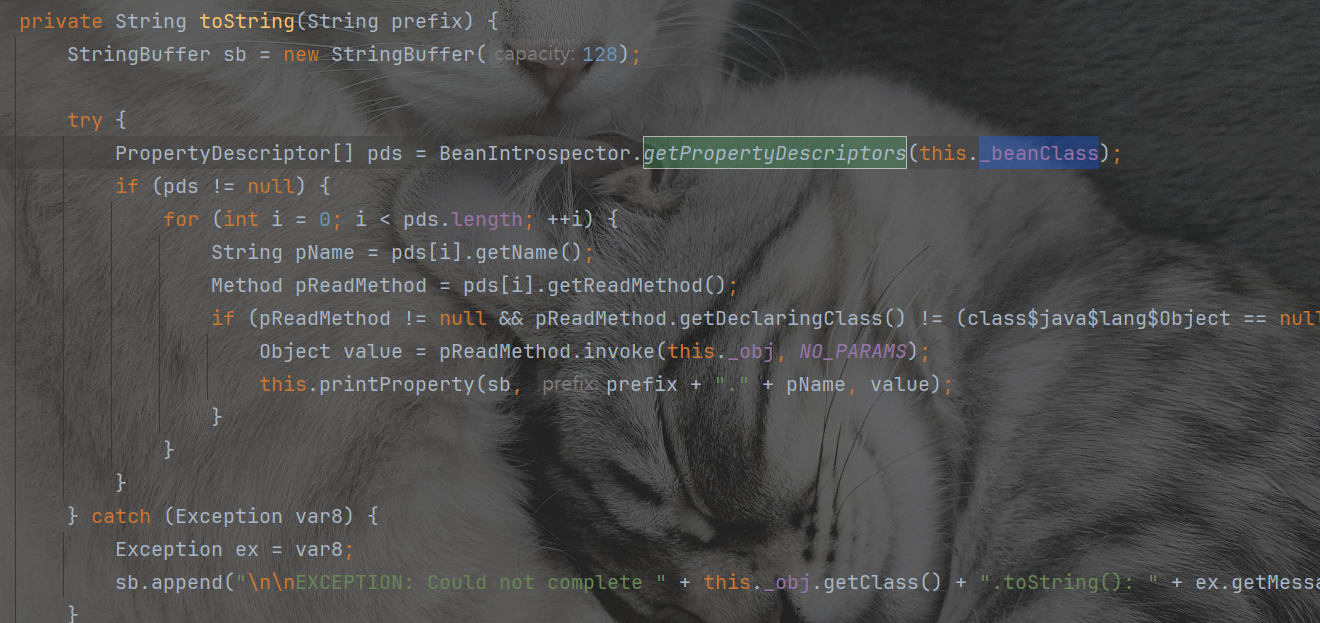 private String toString(String prefix) {
StringBuffer sb = new StringBuffer( capacity: 128);
try {
PropertyDescriptor[] pds = BeanIntrospector.getPropertyDescriptors(this._beanClass);
if (pds != null) {
for (int i = 0; i < pds.length; ++i) {
String pName = pds[i].getName();
Method pReadMethod = pds[i].getReadMethod();
if (pReadMethod != null && pReadMethod.getDeclaringClass() != (class$java$lang$Object == null
Object value = pReadMethod.invoke(this._obj, NO_PARAMS);
this.printProperty(sb, prefix: prefix + "." + pName, value);
}
}
}
} catch (Exception var8) {
Exception ex = var8;
sb.append("\n\nEXCEPTION: Could not complete " + this._obj.getClass() + ".toString(): " + ex.getMessa
}